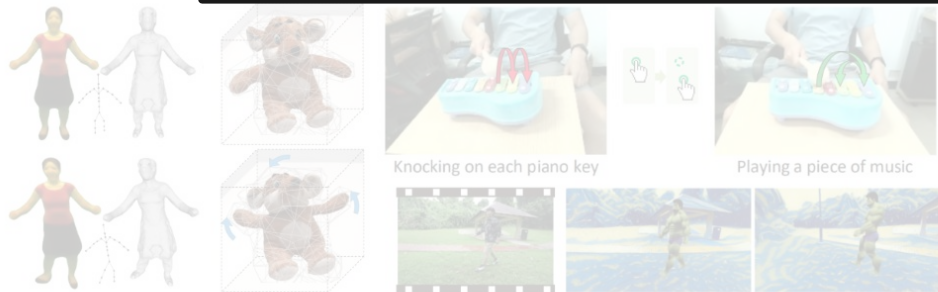 Knocking on each piano key
Playing a piece of music